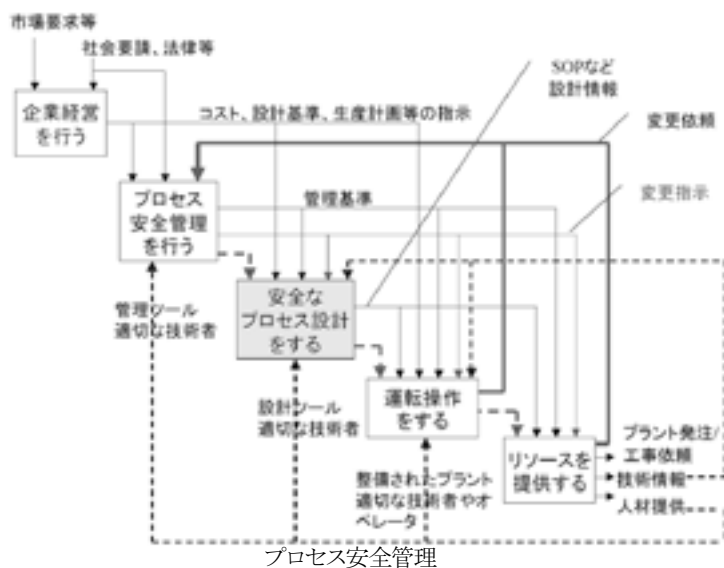 市場要求等
社会要請、法律等
企業経営
を行う
コスト、設計基準、生産計画等の指示
SOPなど
設計情報
変更依頼
プロセス
安全管理
を行う
管理基準
変更指示
管理ツール
適切な技術者
安全な
プロセス設計
をする
設計ツール
適切な技術者
運転操作
をする
整備されたプラント
適切な技術者やオ
ペレータ
リソースを
提供する
プラント発注/
工事依頼
技術情報
人材提供
プロセス安全管理